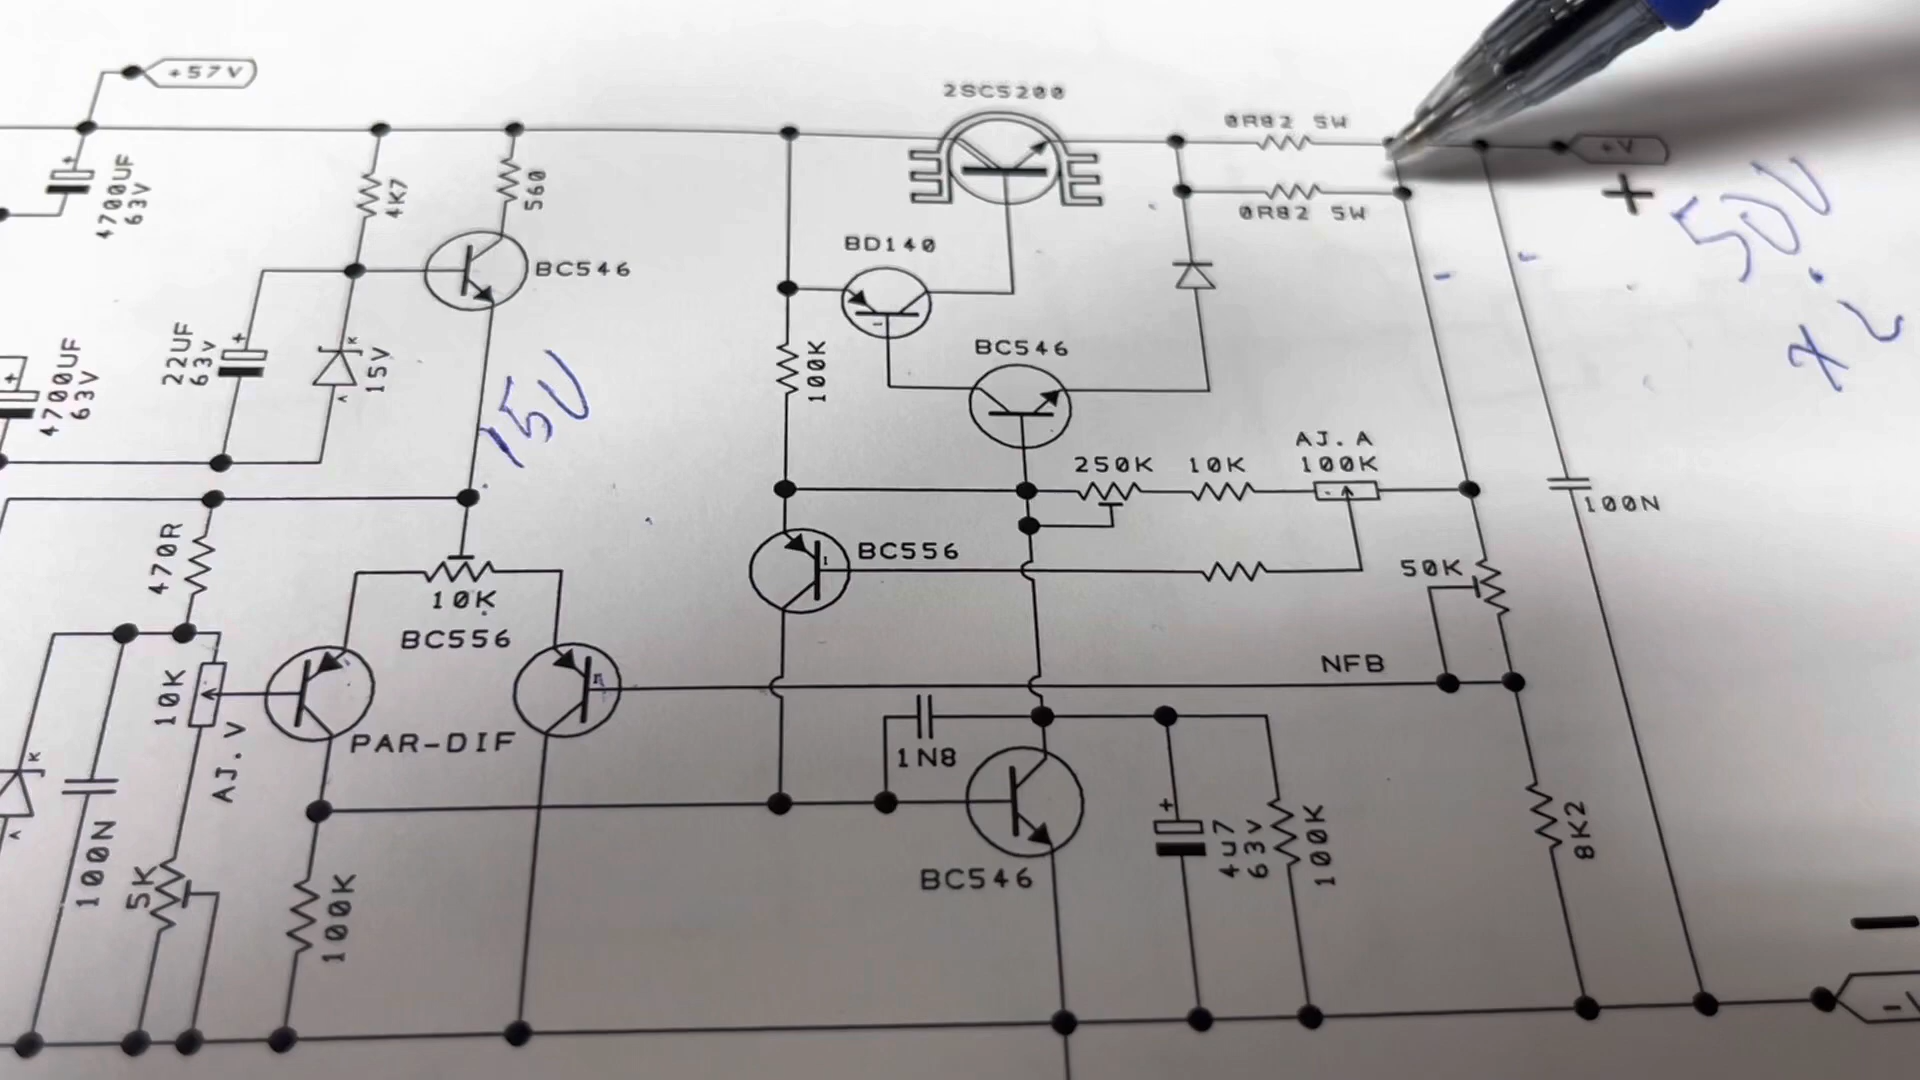 +57V
2SC5200
0R82 5W
+V
+
50V
x 2
4700UF
63V
4K7
560
BC546
BD140
0R82 5W
22UF
63V
K
15V
A
100K
BC546
4700UF
63V
15V
AJ.A
250K 10K 100K
100N
470R
BC556
50K
10K
BC556
NFB
10K
PAR-DIF
AJ.V
1N8
K
A
100N
5K
100K
BC546
4U7
63V
100K
8K2
-